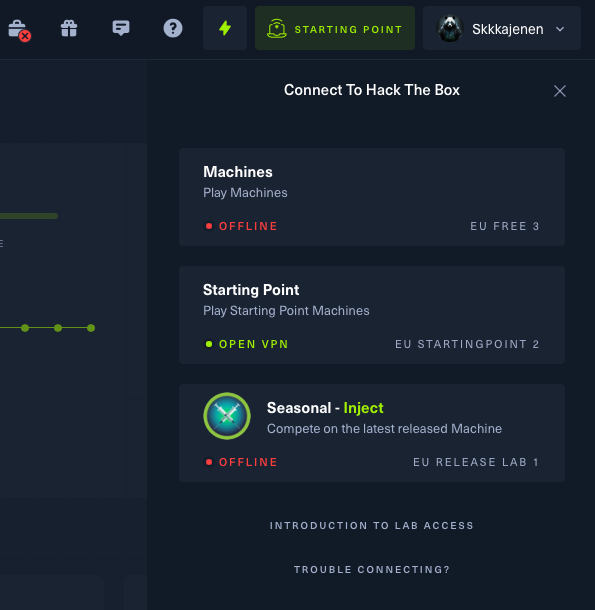 STARTING POINT
Skkkajenen
Connect To Hack The Box
Machines
Play Machines
OFFLINE
EU FREE 3
E
Starting Point
Play Starting Point Machines
OPEN VPN
EU STARTINGPOINT 2
Seasonal - Inject
Compete on the latest released Machine
OFFLINE
EU RELEASE LAB 1
INTRODUCTION TO LAB ACCESS
TROUBLE CONNECTING?